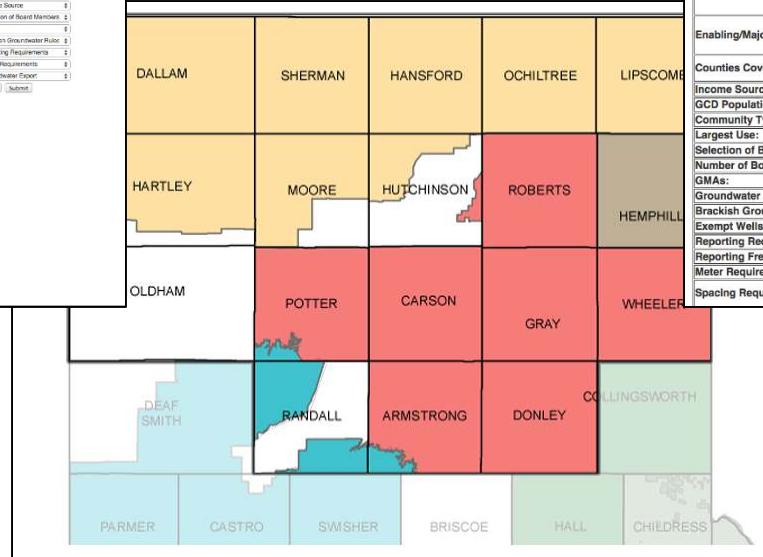 e Source
on of Board Members
ch Groundwater Rules
ing Requirements
Requirements
dwater Export
Submit
Enabling/Majo
Counties Cov
Income Sourc
GCD Populati
Community T
Largest Use:
Selection of B
Number of Bo
GMAs:
Groundwater
Brackish Grou
Exempt Wells
Reporting Rec
Reporting Fre
Meter Require
Spacing Requ
DALLAM
SHERMAN
HANSFORD
OCHILTREE
LIPSCOMB
HARTLEY
MOORE
HUTCHINSON
ROBERTS
HEMPHILL
OLDHAM
POTTER
CARSON
GRAY
WHEELER
DEAF
SMITH
RANDALL
ARMSTRONG
DONLEY
COLLINGSWORTH
PARMER
CASTRO
SWISHER
BRISCOE
HALL
CHILDRESS